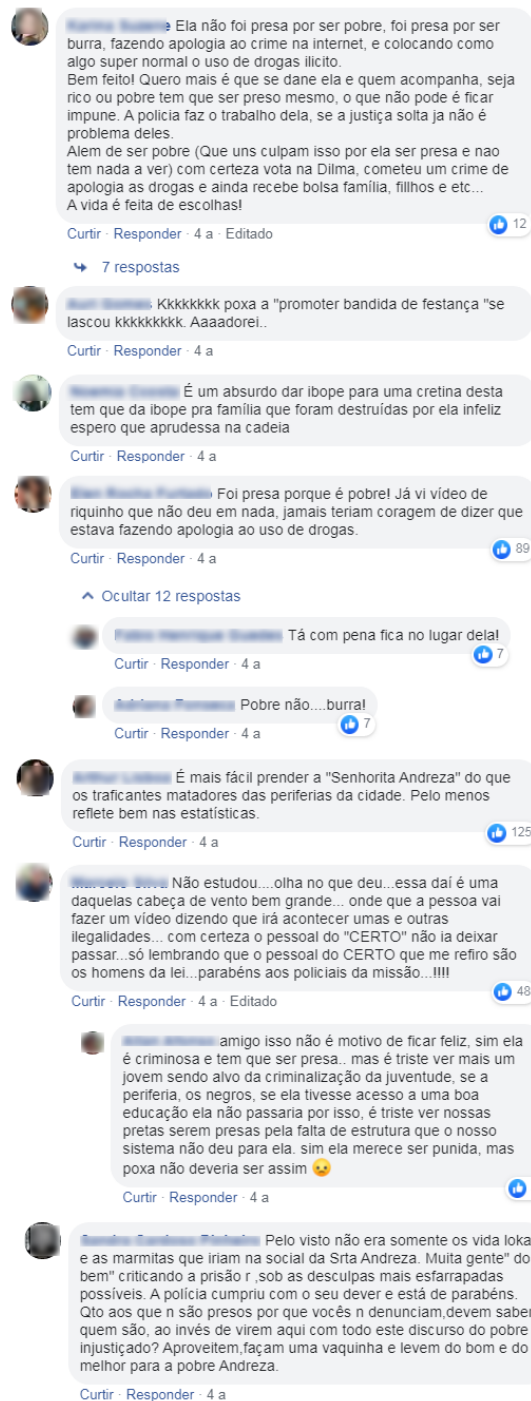 Ela não foi presa por ser pobre, foi presa por ser
burra, fazendo apologia ao crime na internet, e colocando como
algo super normal o uso de drogas ilicito.
Bem feito! Quero mais é que se dane ela e quem acompanha, seja
rico ou pobre tem que ser preso mesmo, o que não pode é ficar
impune. A policia faz o trabalho dela, se a justiça solta ja não é
problema deles.
Alem de ser pobre (Que uns culpam isso por ela ser presa e nao
tem nada a ver) com certeza vota na Dilma, cometeu um crime de
apologia as drogas e ainda recebe bolsa família, fillhos e etc...
A vida é feita de escolhas!
12
Curtir · Responder · 4 a · Editado
7 respostas
Kkkkkkkk poxa a "promoter bandida de festança "se
lascou kkkkkkkkk. Aaaadorei..
Curtir · Responder · 4 a
É um absurdo dar ibope para uma cretina desta
tem que da ibope pra família que foram destruídas por ela infeliz
espero que aprudessa na cadeia
Curtir · Responder · 4 a
Foi presa porque é pobre! Já vi vídeo de
riquinho que não deu em nada, jamais teriam coragem de dizer que
estava fazendo apologia ao uso de drogas.
89
Curtir · Responder · 4 a
Ocultar 12 respostas
Tá com pena fica no lugar dela!
7
Curtir · Responder · 4 a
Pobre não....burra!
7
Curtir · Responder · 4 a
É mais fácil prender a "Senhorita Andreza" do que
os traficantes matadores das periferias da cidade. Pelo menos
reflete bem nas estatísticas.
125
Curtir · Responder · 4 a
Não estudou....olha no que deu...essa daí é uma
daquelas cabeça de vento bem grande... onde que a pessoa vai
fazer um vídeo dizendo que irá acontecer umas e outras
ilegalidades... com certeza o pessoal do "CERTO" não ia deixar
passar...só lembrando que o pessoal do CERTO que me refiro são
os homens da lei...parabéns aos policiais da missão...!!!!
48
Curtir · Responder · 4 a · Editado
amigo isso não é motivo de ficar feliz, sim ela
é criminosa e tem que ser presa.. mas é triste ver mais um
jovem sendo alvo da criminalização da juventude, se a
periferia, os negros, se ela tivesse acesso a uma boa
educação ela não passaria por isso, é triste ver nossas
pretas serem presas pela falta de estrutura que o nosso
sistema não deu para ela. sim ela merece ser punida, mas
poxa não deveria ser assim 😠
Curtir · Responder · 4 a
Pelo visto não era somente os vida loka
e as marmitas que iriam na social da Srta Andreza. Muita gente" do
bem" criticando a prisão r ,sob as desculpas mais esfarrapadas
possíveis. A polícia cumpriu com o seu dever e está de parabéns.
Qto aos que n são presos por que vocês n denunciam,devem saber
quem são, ao invés de virem aqui com todo este discurso do pobre
injustiçado? Aproveitem,façam uma vaquinha e levem do bom e do
melhor para a pobre Andreza.
Curtir · Responder · 4 a